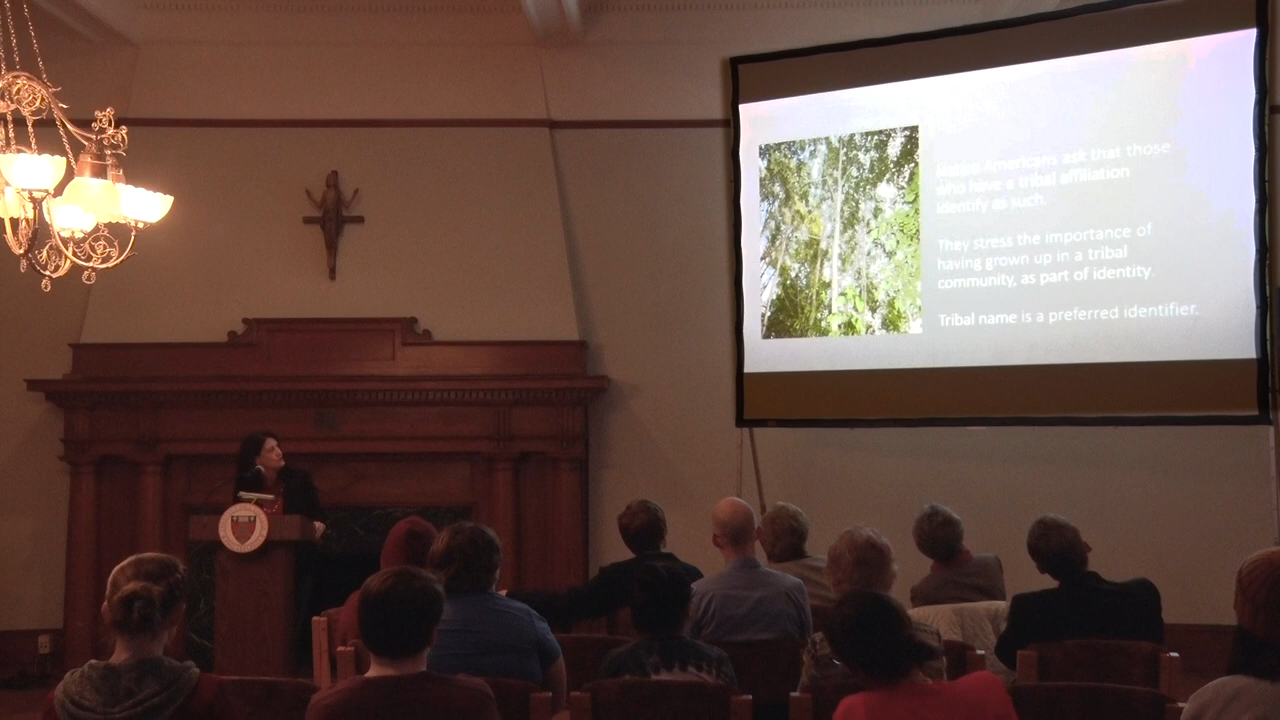 Native Americans ask that those
who have a tribal affiliation
identify as such.
They stress the importance of
having grown up in a tribal
community, as part of identity.
Tribal name is a preferred identifier.